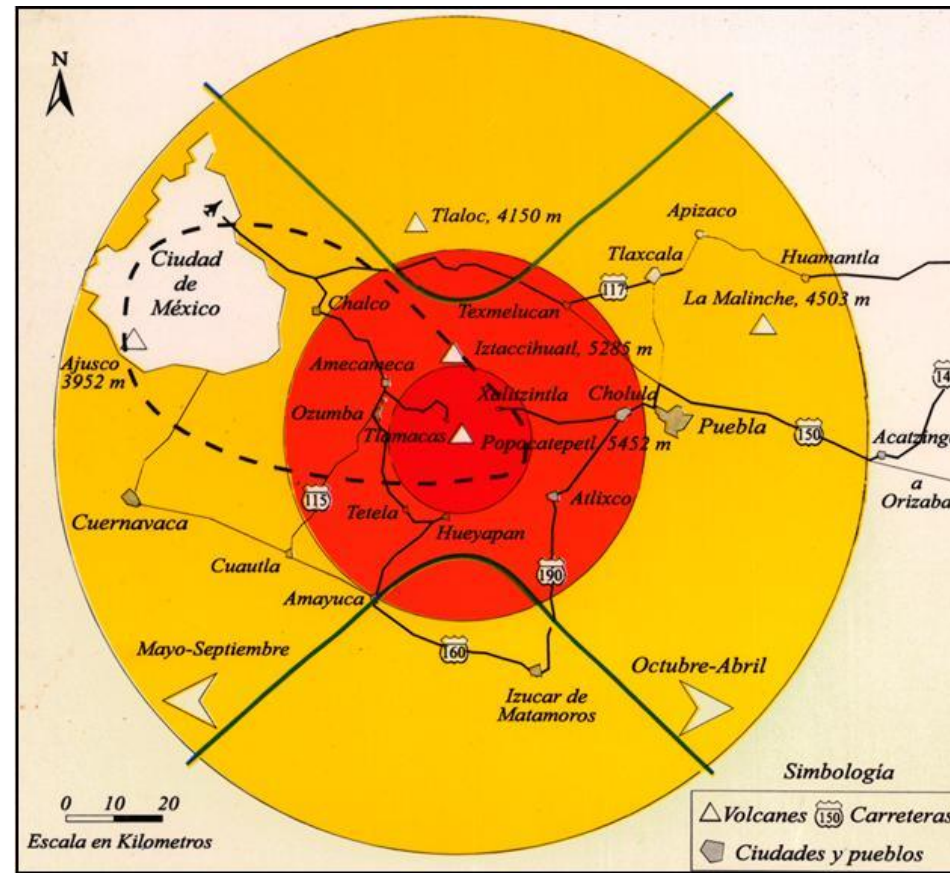 N
Tlaloc, 4150 m
Apizaco
Tlaxcala
Huamantla
Ciudad
de
México
117
La Malinche, 4503 m
Chalco
Texmelucan
Ajusco
3952 m
Iztaccihuatl, 5285 m
Amecameca
Xalitzintla
Cholula
Ozumba
Tlamacas
Popocatepetl, 5452 m
Puebla
150
Acatzingo
a
Orizaba
115
Cuernavaca
Tetela
Atlixco
Hueyapan
Cuautla
190
Amayuca
Mayo-Septiembre
160
Octubre-Abril
Izucar de
Matamoros
Simbología
0 10 20
Escala en Kilometros
Volcanes 150 Carreteras
Ciudades y pueblos